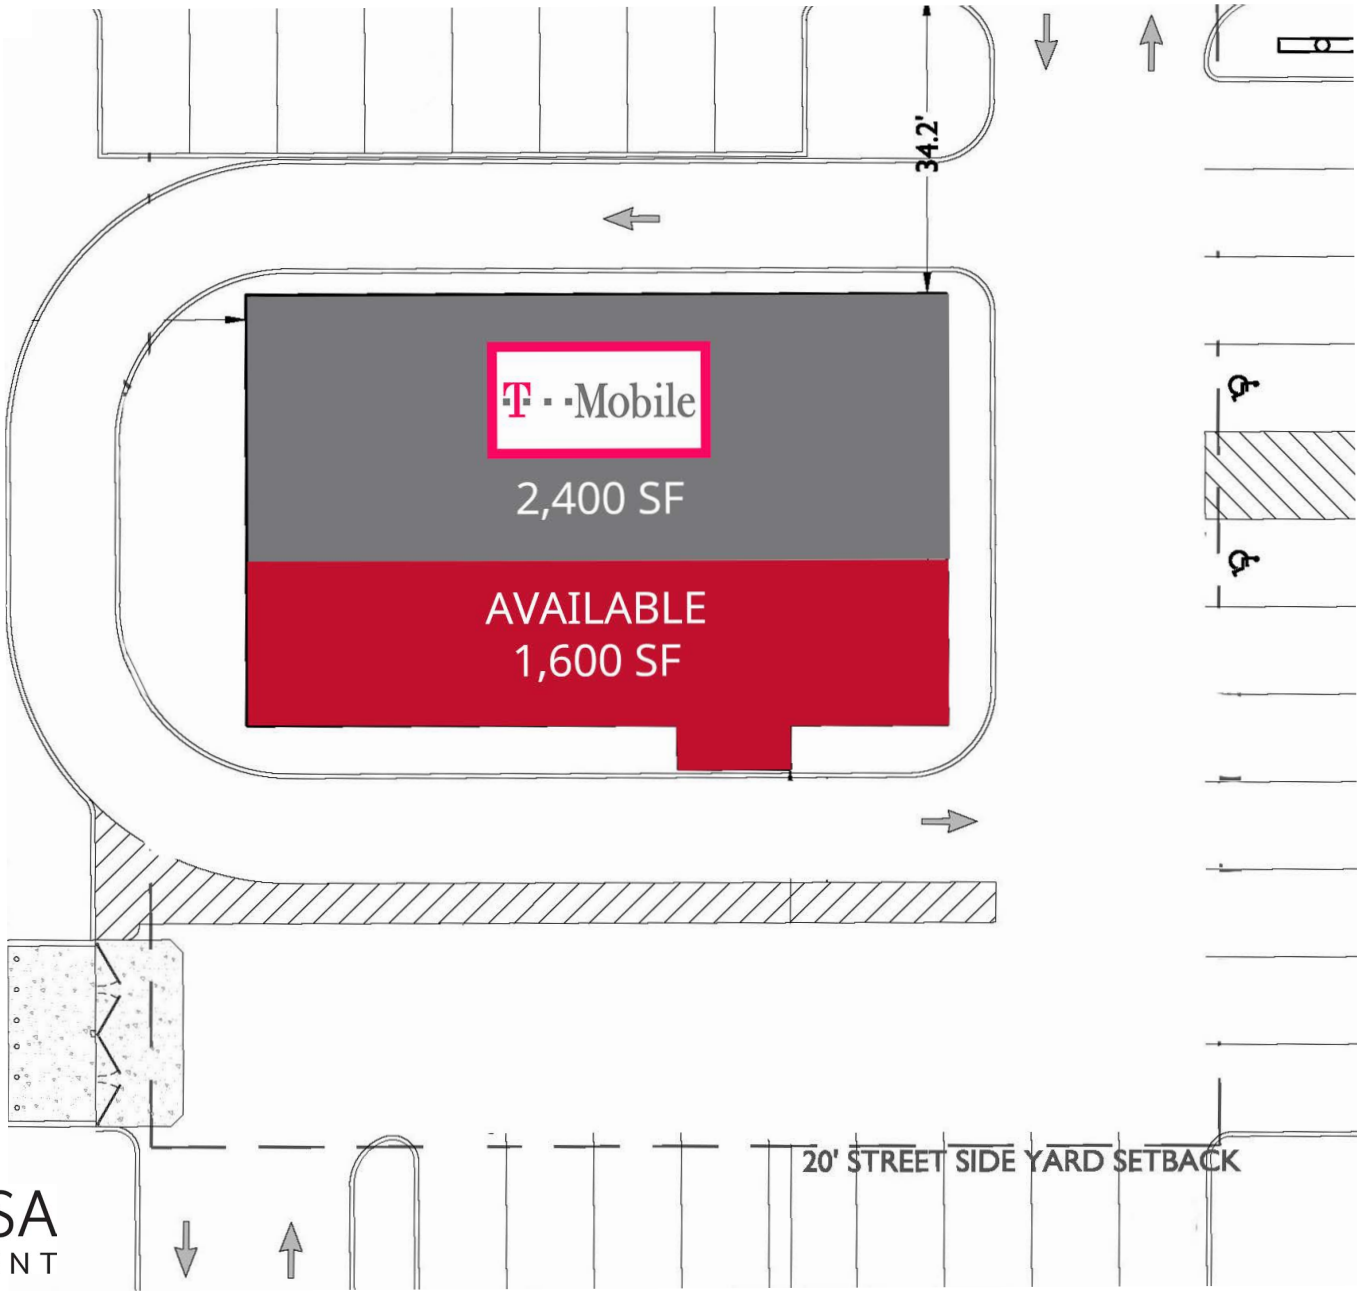 34.2'
T··Mobile
2,400 SF
AVAILABLE
1,600 SF
20' STREET SIDE YARD SETBACK
SA
NT